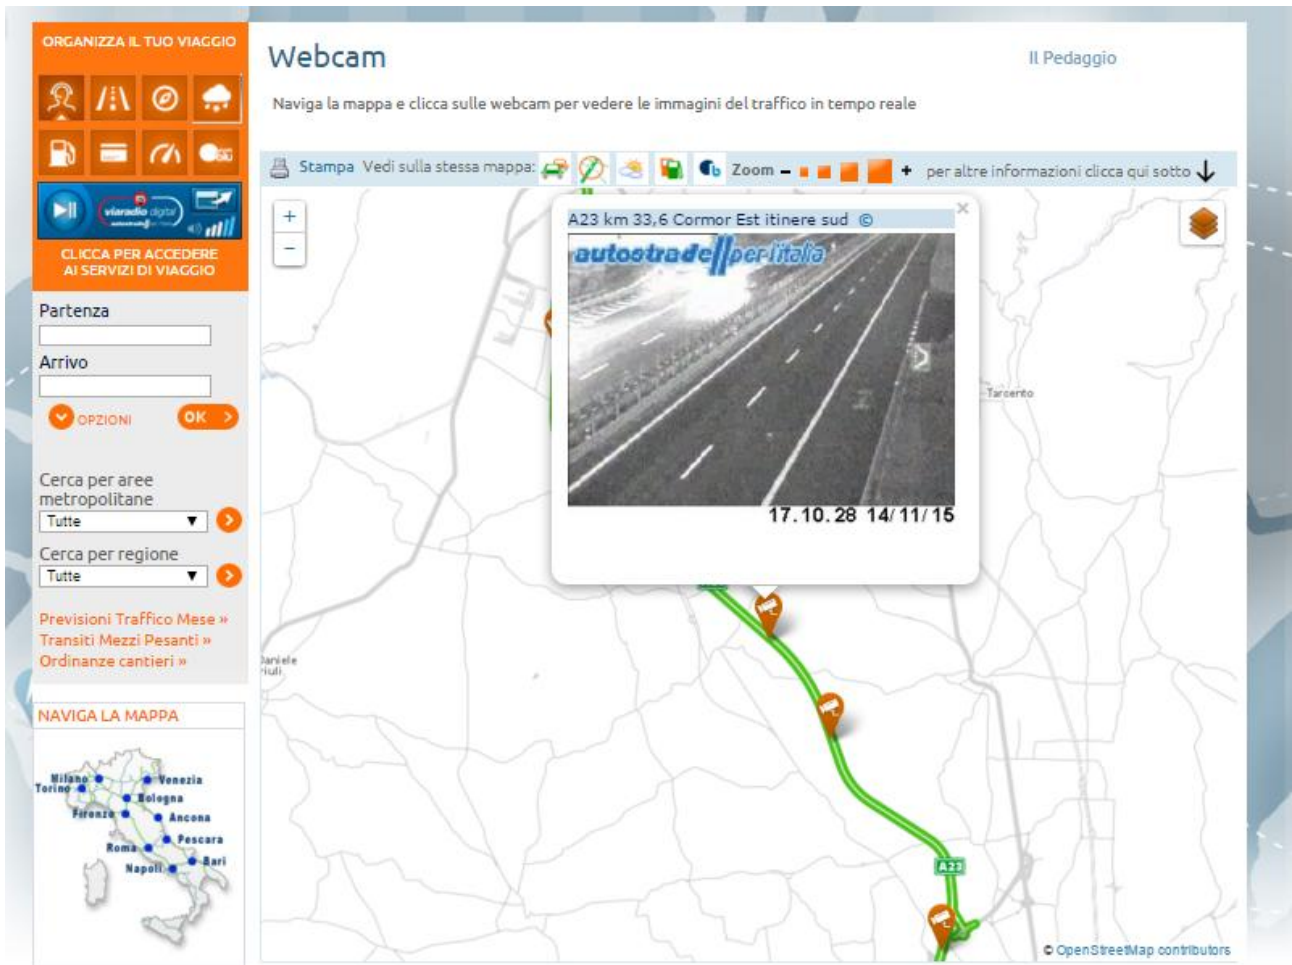 ORGANIZZA IL TUO VIAGGIO
viaradio digital
CLICCA PER ACCEDERE
AI SERVIZI DI VIAGGIO
Partenza
Arrivo
OPZIONI
OK >
Cerca per aree
metropolitane
Tutte
Cerca per regione
Tutte
Previsioni Traffico Mese »
Transiti Mezzi Pesanti »
Ordinanze cantieri »
NAVIGA LA MAPPA
Milano
Venezia
Torino
Bologna
Firenze
Ancona
Pescara
Roma
Bari
Napoli
Webcam
Il Pedaggio
Naviga la mappa e clicca sulle webcam per vedere le immagini del traffico in tempo reale
Stampa Vedi sulla stessa mappa: Zoom - + per altre informazioni clicca qui sotto
+
−
A23 km 33,6 Cormor Est itinere sud ©
×
autostrade//per l'italia
17.10.28 14/11/15
Tarcento
Daniele
A23
© OpenStreetMap contributors